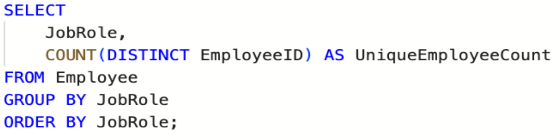 SELECT
    JobRole,
    COUNT(DISTINCT EmployeeID) AS UniqueEmployeeCount
FROM Employee
GROUP BY JobRole
ORDER BY JobRole;